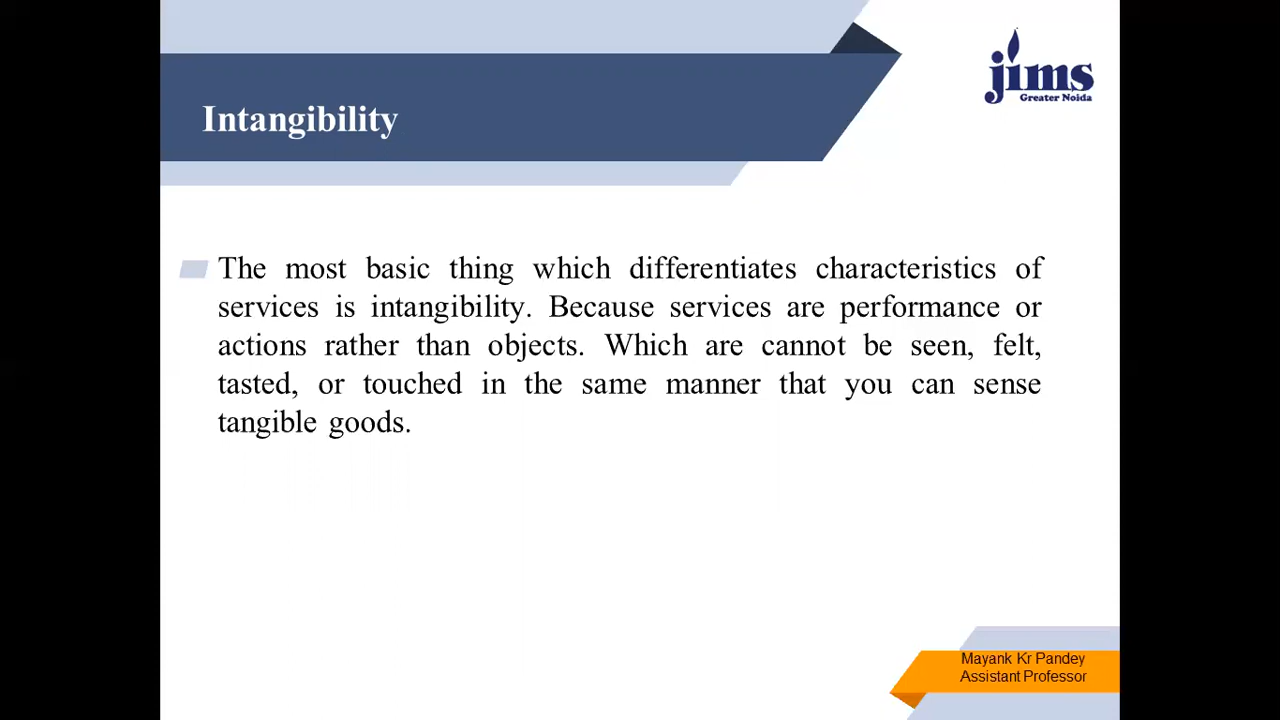 jims
Greater Noida
Intangibility
The most basic thing which differentiates characteristics of
services is intangibility. Because services are performance or
actions rather than objects. Which are cannot be seen, felt,
tasted, or touched in the same manner that you can sense
tangible goods.
Mayank Kr Pandey
Assistant Professor